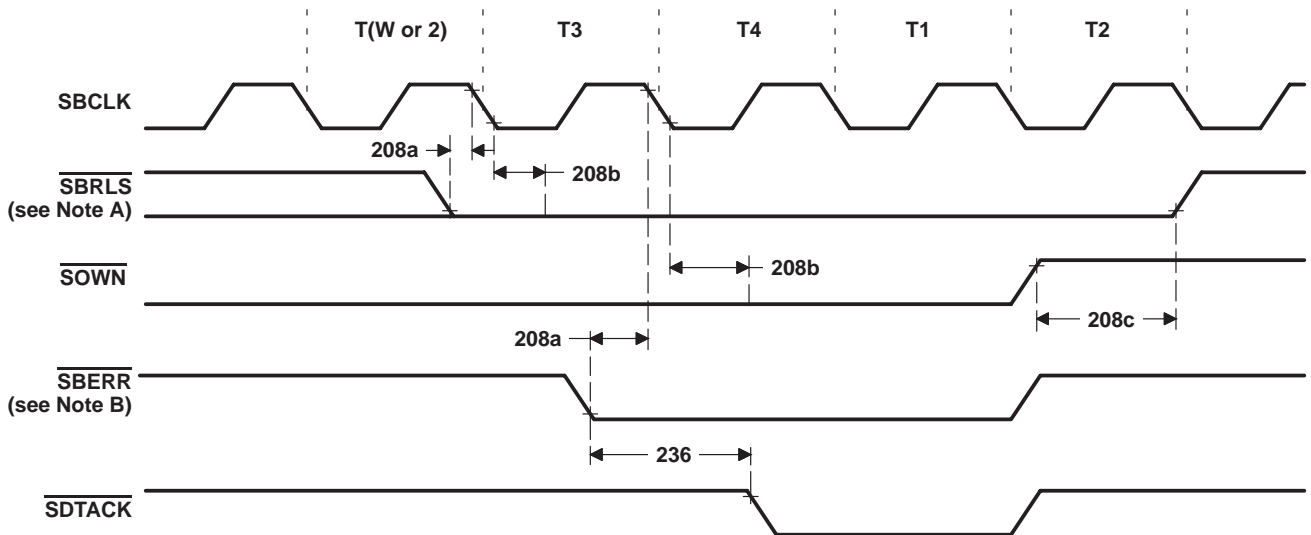 T(W or 2) T3 T4 T1 T2
SBCLK
208a
208b
SBRLS
(see Note A)
208b
SOWN
208c
208a
SBERR
(see Note B)
236
SDTACK